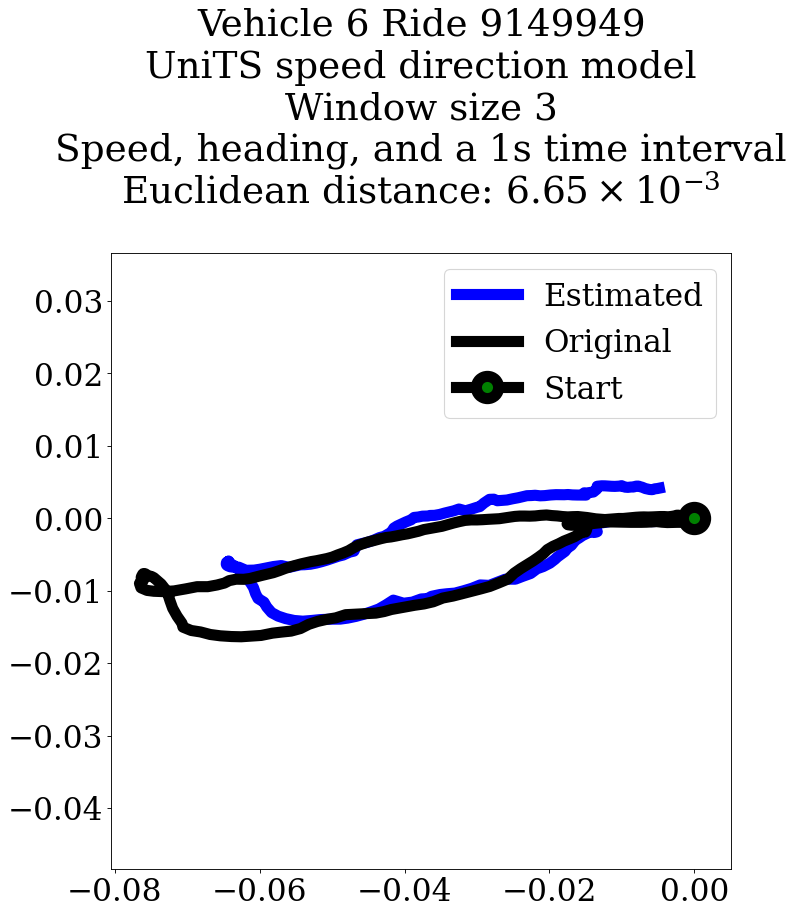 Vehicle 6 Ride 9149949
UniTS speed direction model
Window size 3
Speed, heading, and a 1s time interval
Euclidean distance: 6.65 × 10⁻³
Estimated
Original
Start
0.03
0.02
0.01
0.00
−0.01
−0.02
−0.03
−0.04
−0.08 −0.06 −0.04 −0.02 0.00